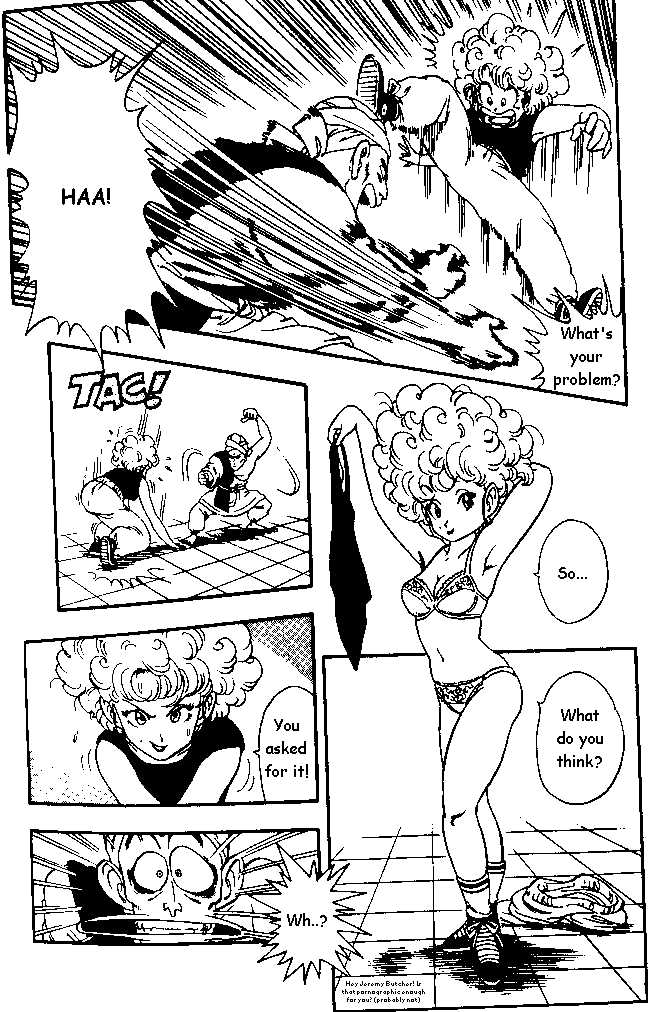 HAA!
What's
your
problem?
TAC!
So...
You
asked
for it!
What
do you
think?
Wh..?
Hey Jeremy Butcher! Is
that pornographic enough
for you? (probably not)